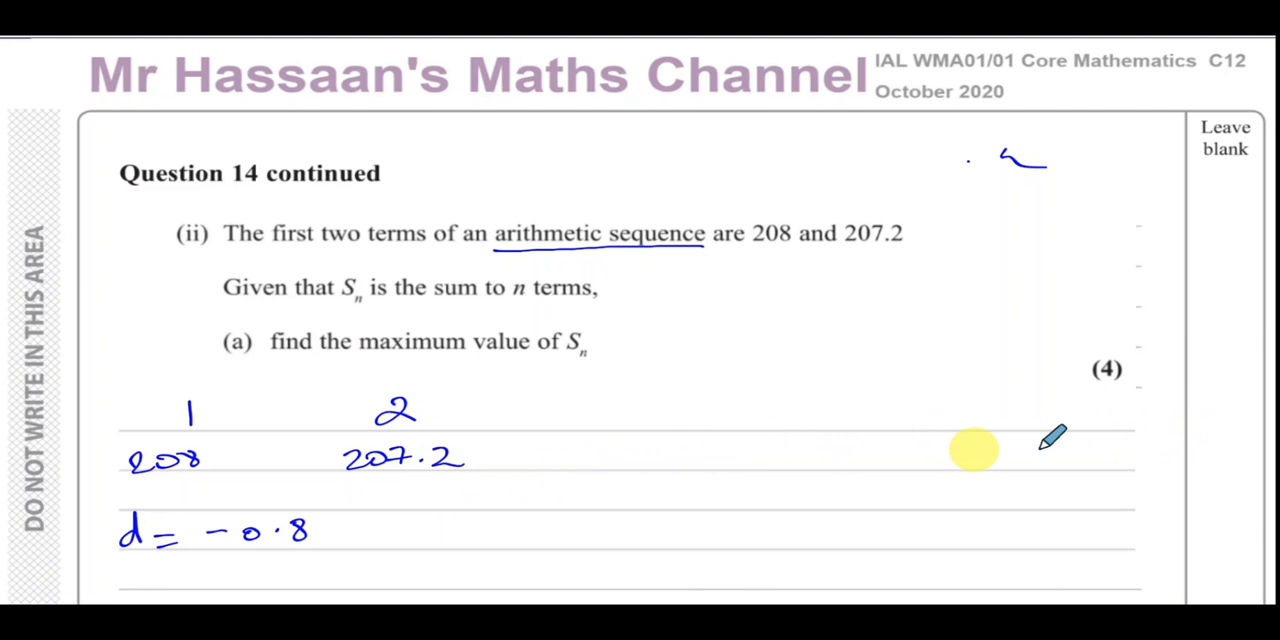 Mr Hassaan's Maths Channel
IAL WMA01/01 Core Mathematics C12
October 2020
Leave
blank
DO NOT WRITE IN THIS AREA
Question 14 continued
(ii) The first two terms of an arithmetic sequence are 208 and 207.2
Given that Sₙ is the sum to n terms,
(a) find the maximum value of Sₙ
(4)
1 2
208 207.2
d = -0.8